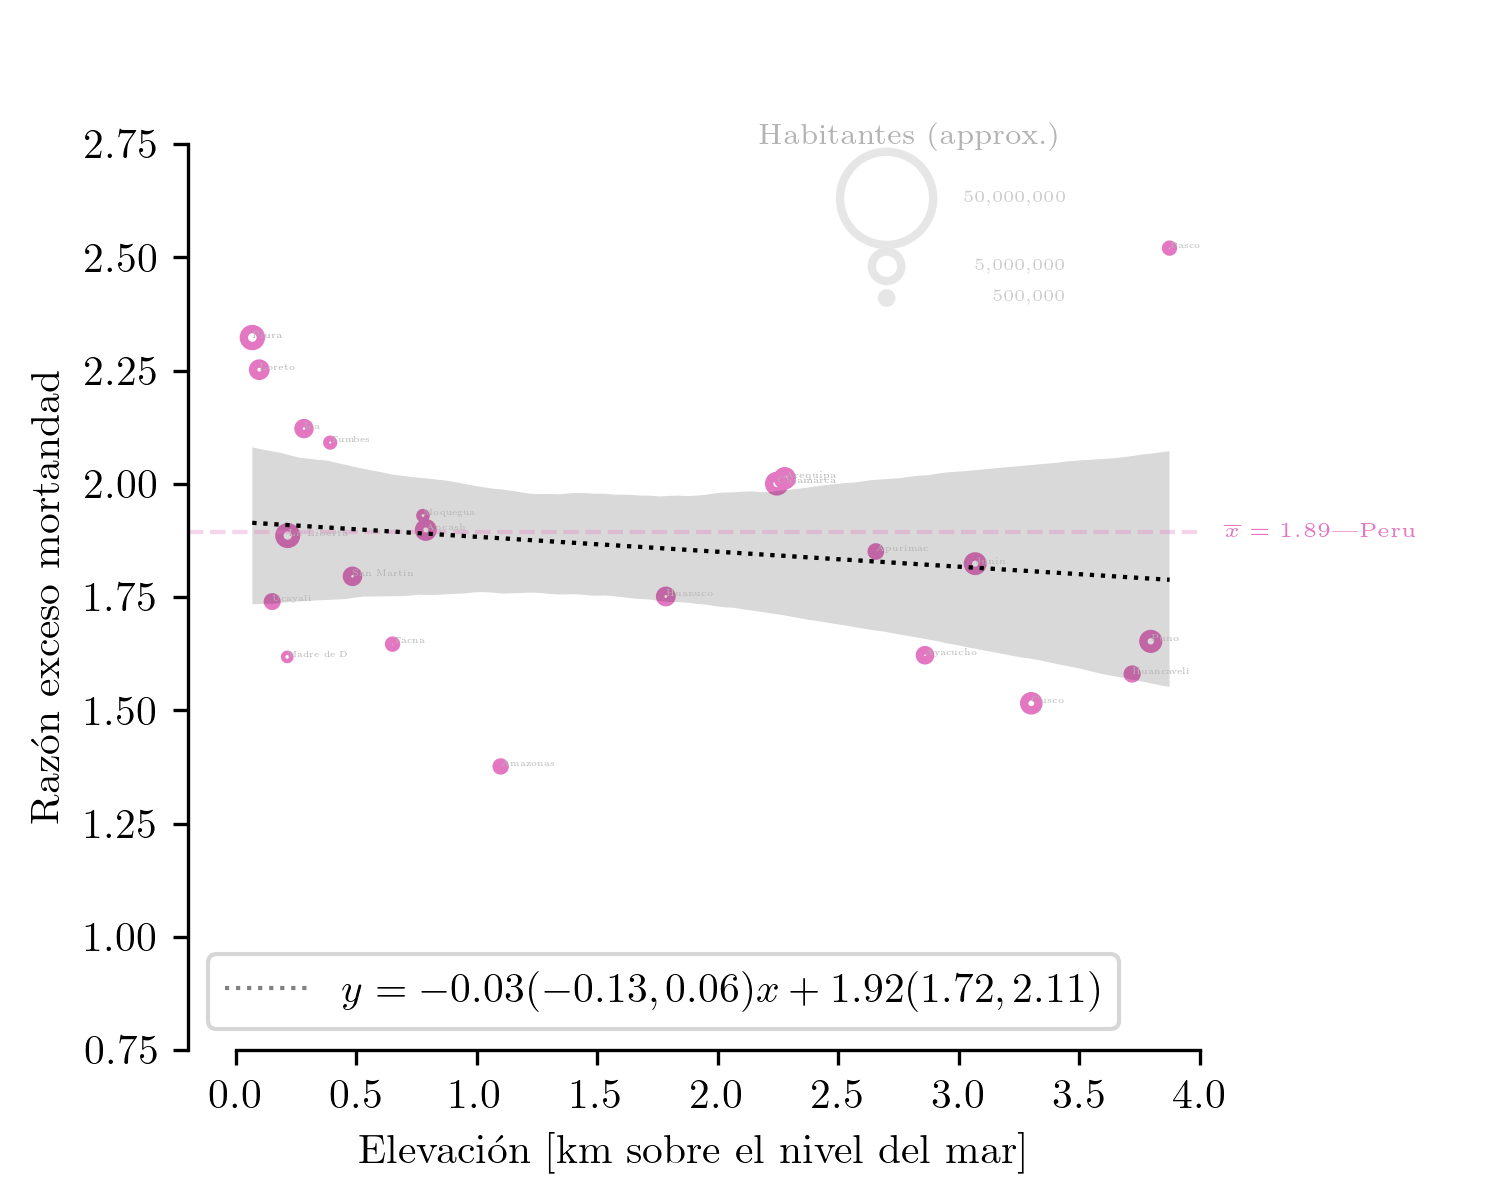 Habitantes (approx.)
50,000,000
5,000,000
500,000
2.75
2.50
2.25
2.00
1.75
1.50
1.25
1.00
0.75
Razón exceso mortandad
Tumbes
Arequipa
Moquegua
Ancash
x = 1.89—Peru
Apurimac
San Martin
Huanuco
Ucayali
Tacna
Puno
Madre de D
Ayacucho
Huanraveli
Cusco
Amazonas
y = −0.03(−0.13, 0.06)x + 1.92(1.72, 2.11)
0.0 0.5 1.0 1.5 2.0 2.5 3.0 3.5 4.0
Elevación [km sobre el nivel del mar]